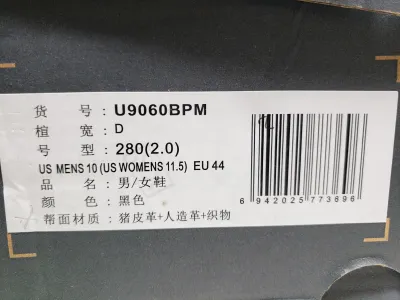 货 号：U9060BPM
楦 宽：D
号 型：280(2.0)
US MENS 10 (US WOMENS 11.5) EU 44
品 名：男/女鞋
颜 色：黑色
帮面材质：猪皮革+人造革+织物
6 942025 773696